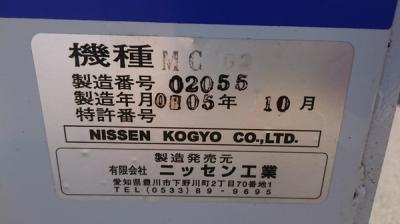 機種 MC 02
製造番号 02055
製造年月 0805年 10月
特許番号
NISSEN KOGYO CO.,LTD.
製造発売元
有限会社 ニッセン工業
愛知県豊川市下野川町2丁目70番地1
TEL(0533)89-9695